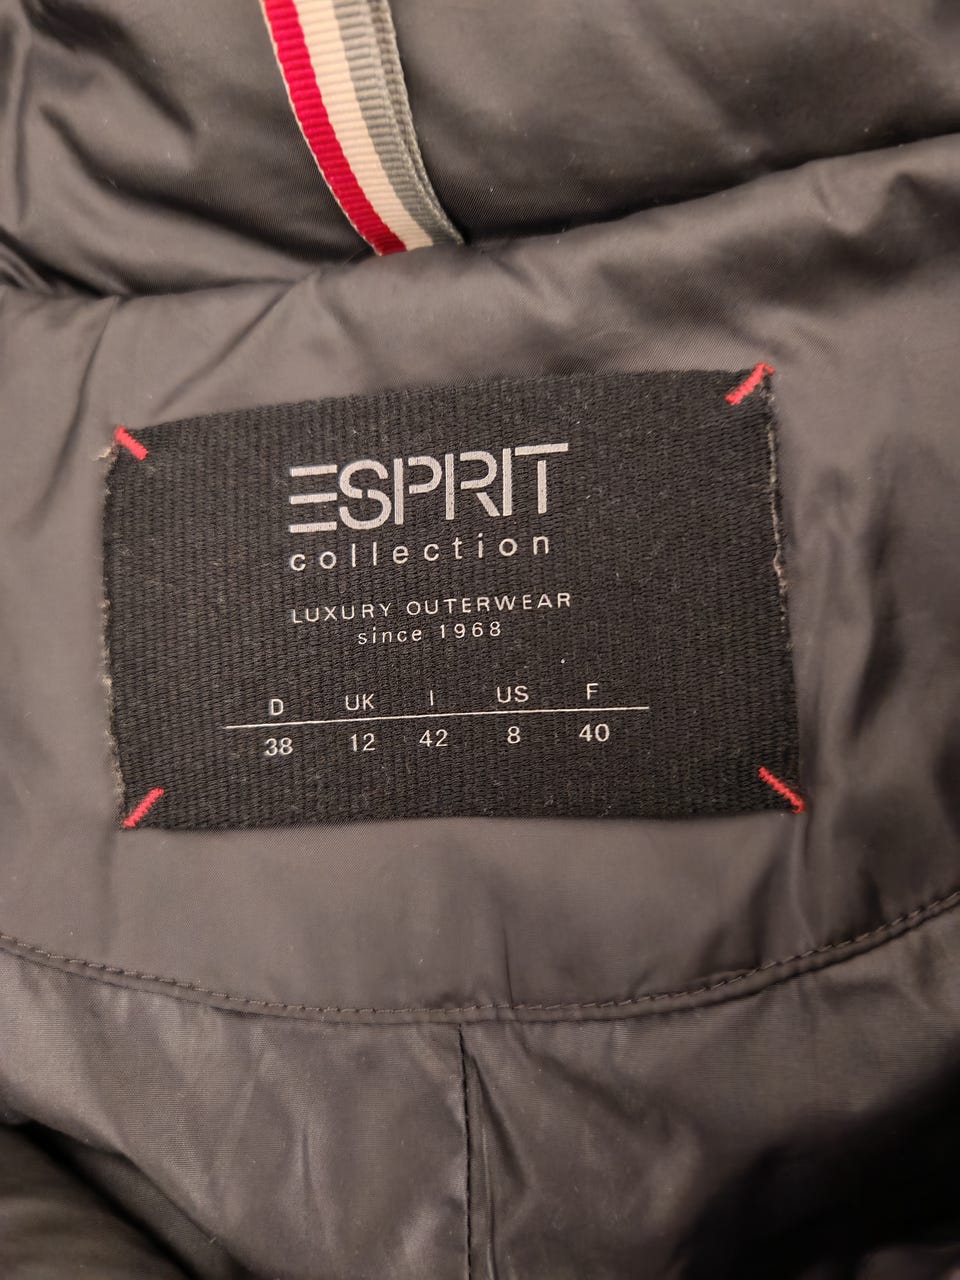 ESPRIT
collection
LUXURY OUTERWEAR
since 1968
D UK I US F
38 12 42 8 40